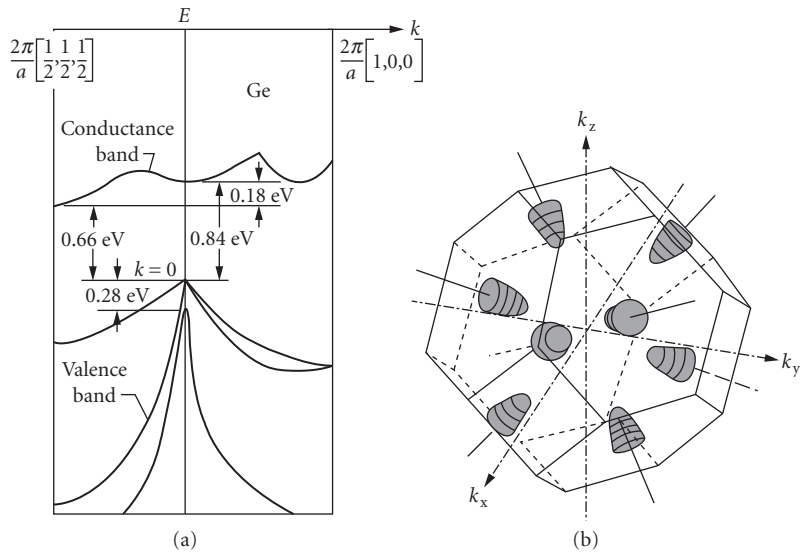 E
k
2π/a [1/2, 1/2, 1/2]
2π/a [1,0,0]
Ge
Conductance
band
0.18 eV
0.66 eV
0.84 eV
k = 0
0.28 eV
Valence
band
(a)
k_z
k_y
k_x
(b)